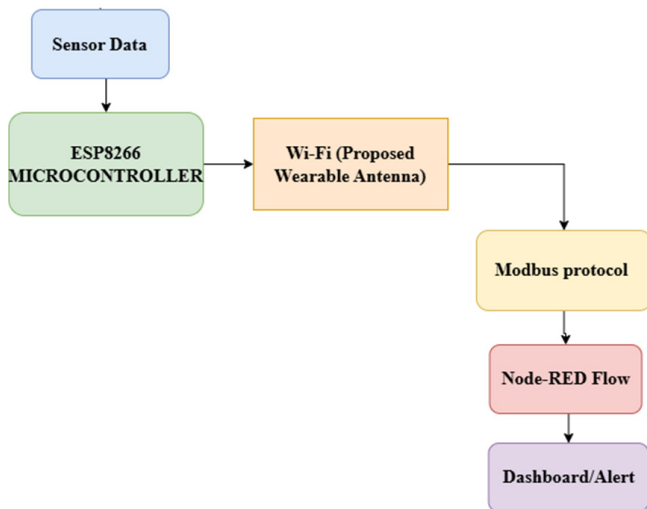 Sensor Data
ESP8266
MICROCONTROLLER
Wi-Fi (Proposed
Wearable Antenna)
Modbus protocol
Node-RED Flow
Dashboard/Alert